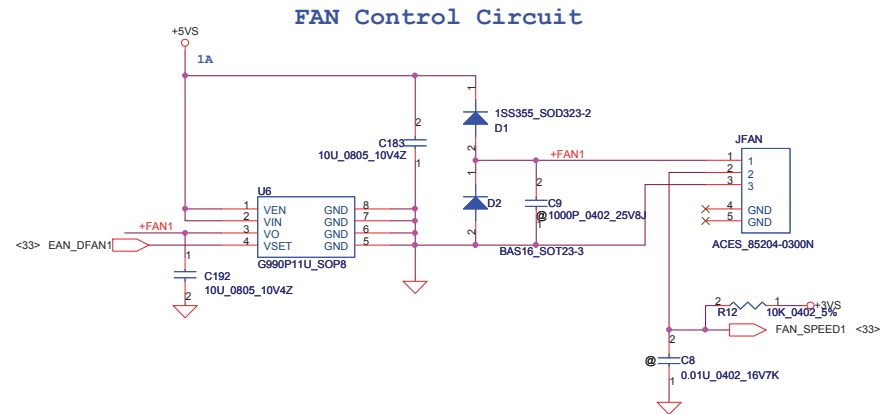 FAN Control Circuit
+5VS
1A
1
1SS355_SOD323-2
D1
2
2
C183
10U_0805_10V4Z
1
+FAN1
JFAN
1 1
2 2
3 3
4 GND
5 GND
ACES_85204-0300N
1
D2
2
2
C9
@ 1000P_0402_25V8J
1
BAS16_SOT23-3
U6
1 VEN GND 8
2 VIN GND 7
3 VO GND 6
4 VSET GND 5
G990P11U_SOP8
+FAN1
<33> EAN_DFAN1
1
C192
10U_0805_10V4Z
2
2 1 +3VS
R12 10K_0402_5%
FAN_SPEED1 <33>
2
@ C8
0.01U_0402_16V7K
1